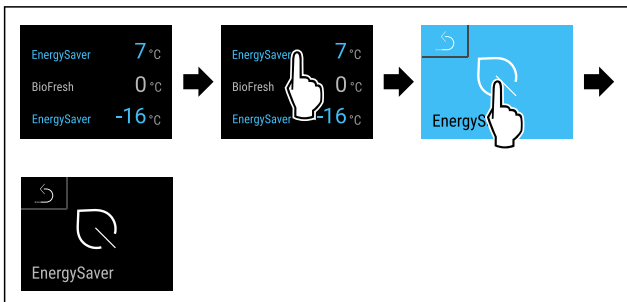 EnergySaver 7 °C
BioFresh 0 °C
EnergySaver -16 °C
EnergySaver 7 °C
BioFresh 0 °C
EnergySaver 16 °C
EnergyS
EnergySaver